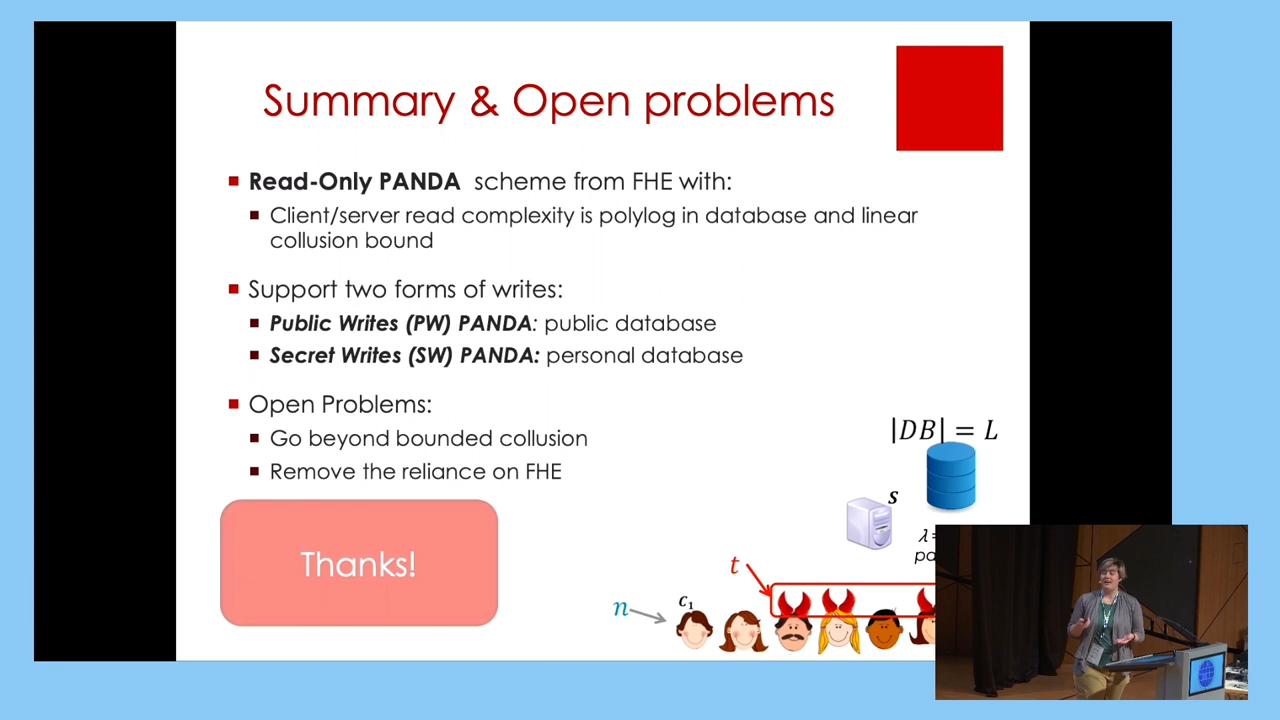 Summary & Open problems
Read-Only PANDA scheme from FHE with:
Client/server read complexity is polylog in database and linear
collusion bound
Support two forms of writes:
Public Writes (PW) PANDA: public database
Secret Writes (SW) PANDA: personal database
Open Problems:
Go beyond bounded collusion
Remove the reliance on FHE
|DB| = L
S
λ =
pa
Thanks!
t
n
C₁